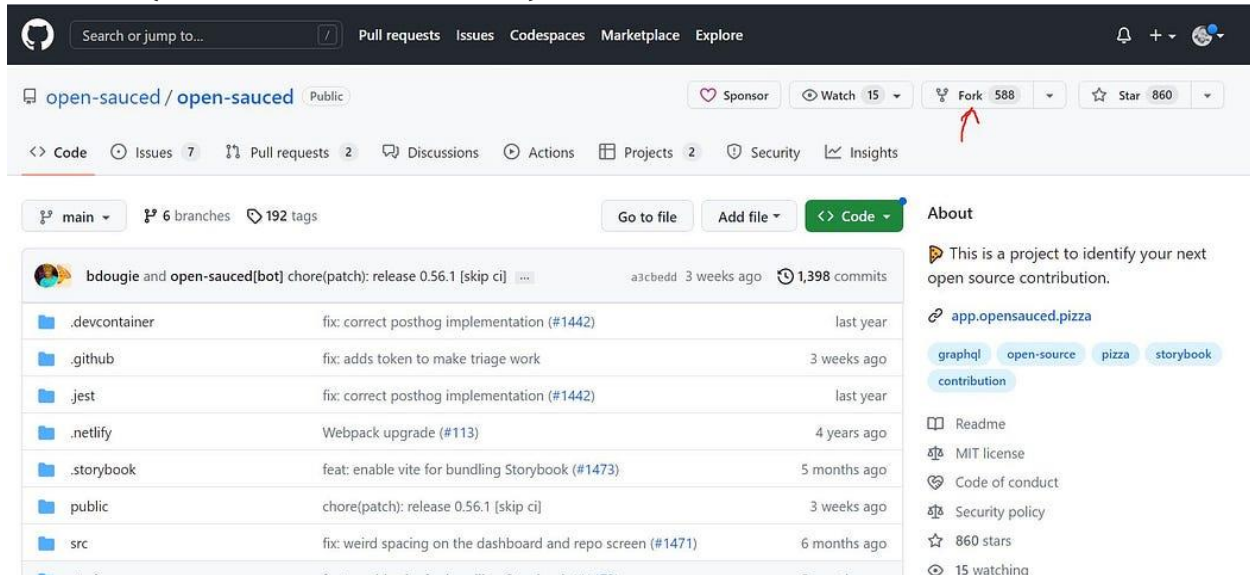 Search or jump to... / Pull requests Issues Codespaces Marketplace Explore
open-sauced / open-sauced Public Sponsor Watch 15 Fork 588 Star 860
<> Code Issues 7 Pull requests 2 Discussions Actions Projects 2 Security Insights
main 6 branches 192 tags Go to file Add file <> Code
bdougie and open-sauced[bot] chore(patch): release 0.56.1 [skip ci] ... a3cbedd 3 weeks ago 1,398 commits
.devcontainer fix: correct posthog implementation (#1442) last year
.github fix: adds token to make triage work 3 weeks ago
.jest fix: correct posthog implementation (#1442) last year
.netlify Webpack upgrade (#113) 4 years ago
.storybook feat: enable vite for bundling Storybook (#1473) 5 months ago
public chore(patch): release 0.56.1 [skip ci] 3 weeks ago
src fix: weird spacing on the dashboard and repo screen (#1471) 6 months ago
About
This is a project to identify your next
open source contribution.
app.opensauced.pizza
graphql open-source pizza storybook
contribution
Readme
MIT license
Code of conduct
Security policy
860 stars
15 watching